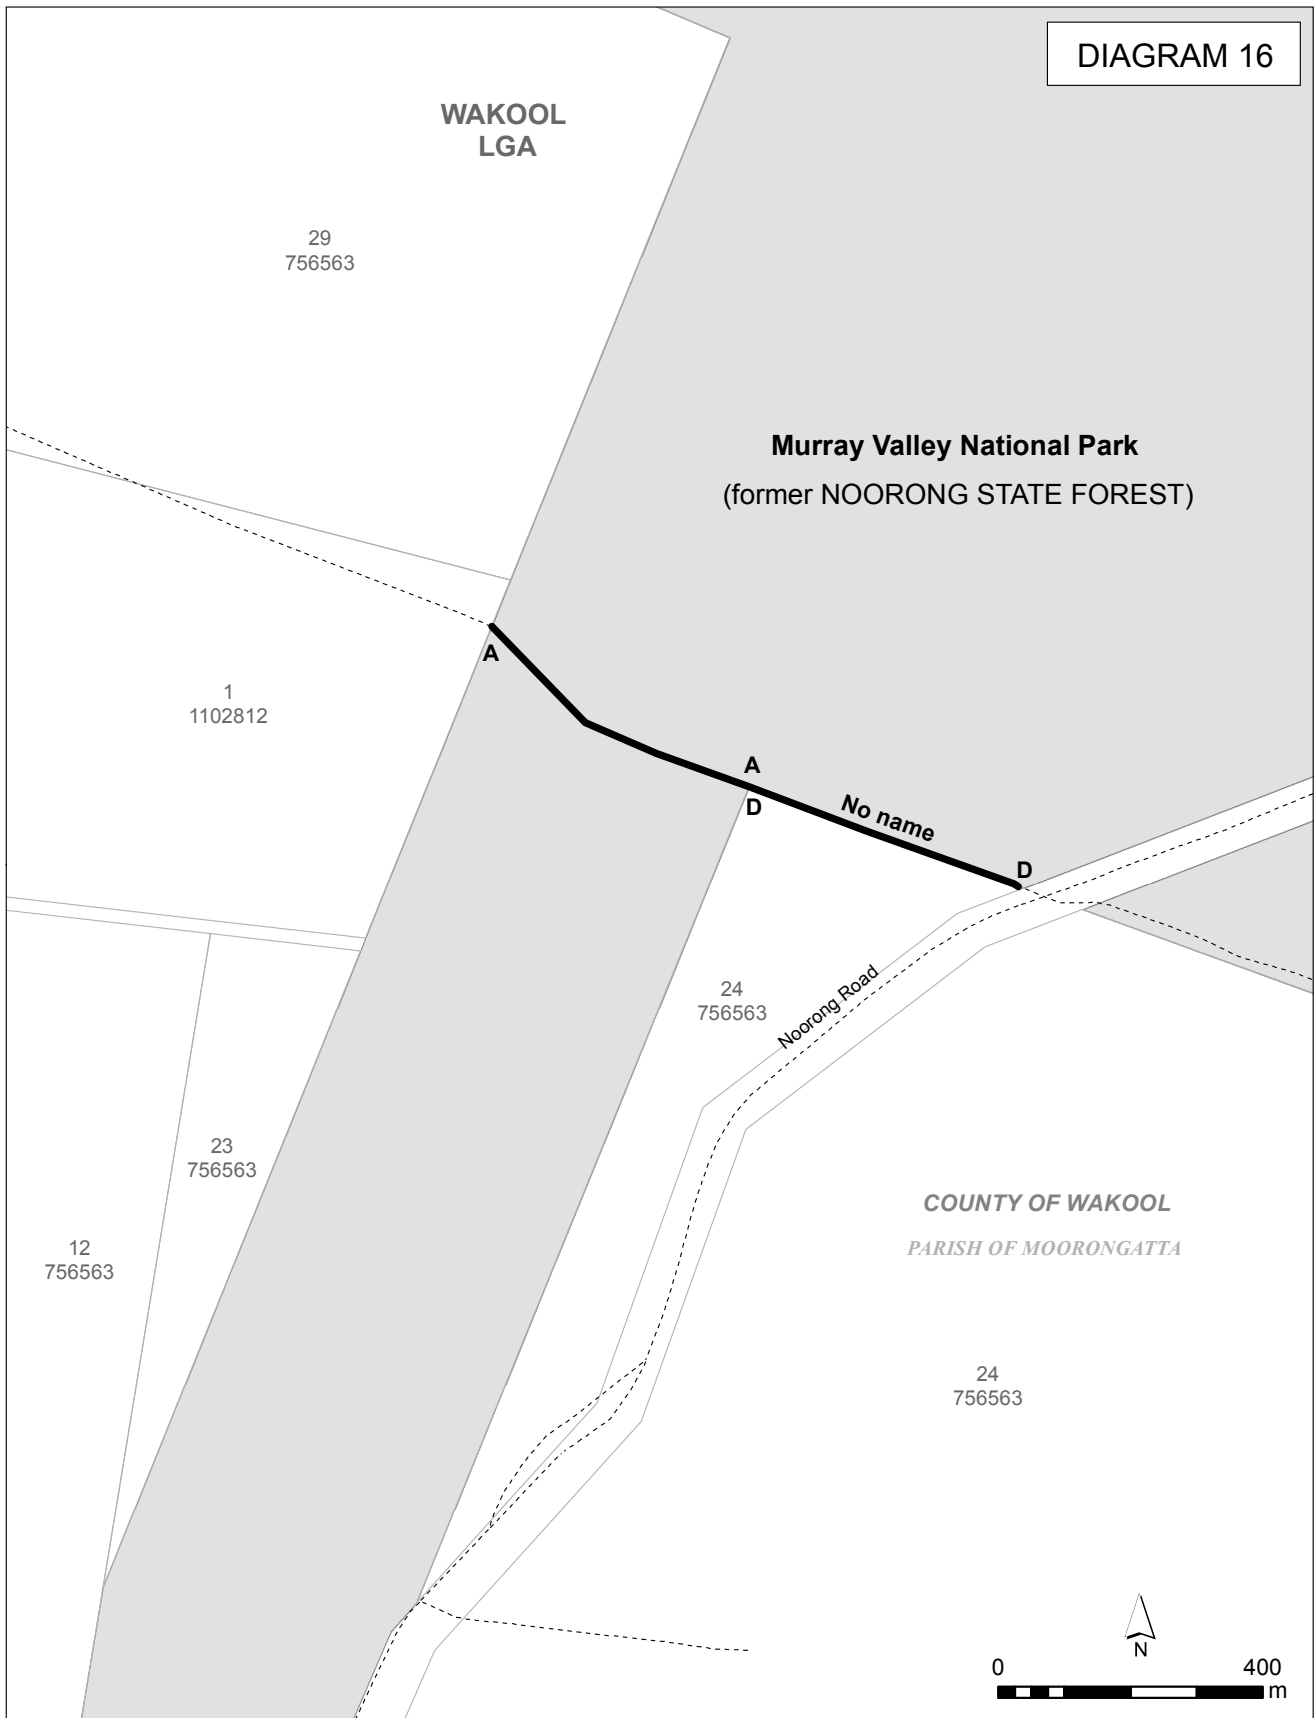 DIAGRAM 16
WAKOOL
LGA
29
756563
Murray Valley National Park
(former NOORONG STATE FOREST)
A
1
1102812
A
D
No name
D
24
756563
Noorong Road
23
756563
COUNTY OF WAKOOL
PARISH OF MOORONGATTA
12
756563
24
756563
N
0 400
m